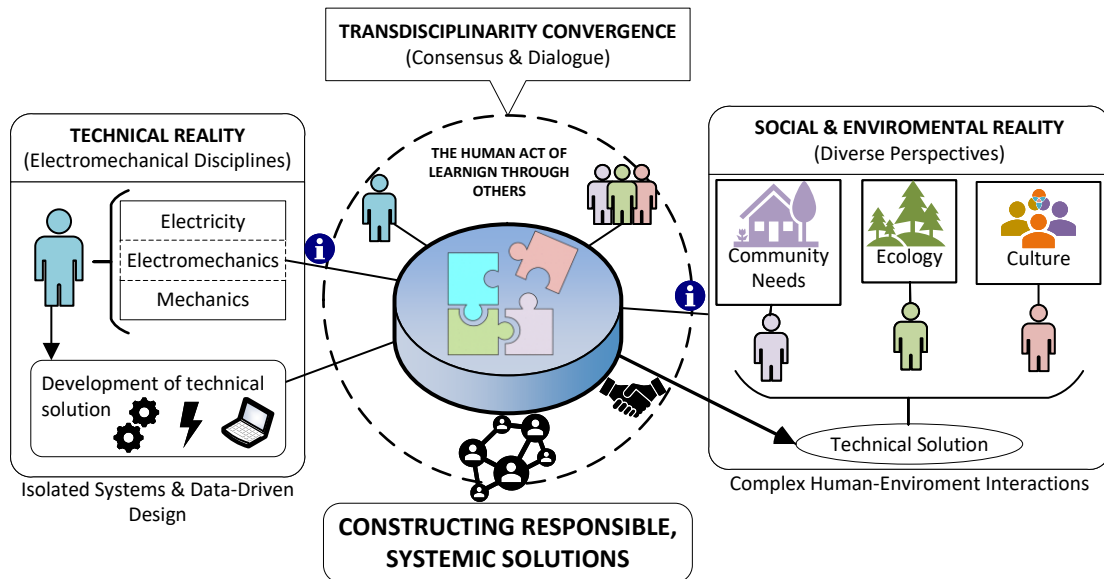 TRANSDISCIPLINARITY CONVERGENCE
(Consensus & Dialogue)
TECHNICAL REALITY
(Electromechanical Disciplines)
Electricity
Electromechanics
Mechanics
Development of technical
solution
Isolated Systems & Data-Driven
Design
THE HUMAN ACT OF
LEARNIGN THROUGH
OTHERS
i
i
CONSTRUCTING RESPONSIBLE,
SYSTEMIC SOLUTIONS
SOCIAL & ENVIROMENTAL REALITY
(Diverse Perspectives)
Community
Needs
Ecology
Culture
Technical Solution
Complex Human-Enviroment Interactions